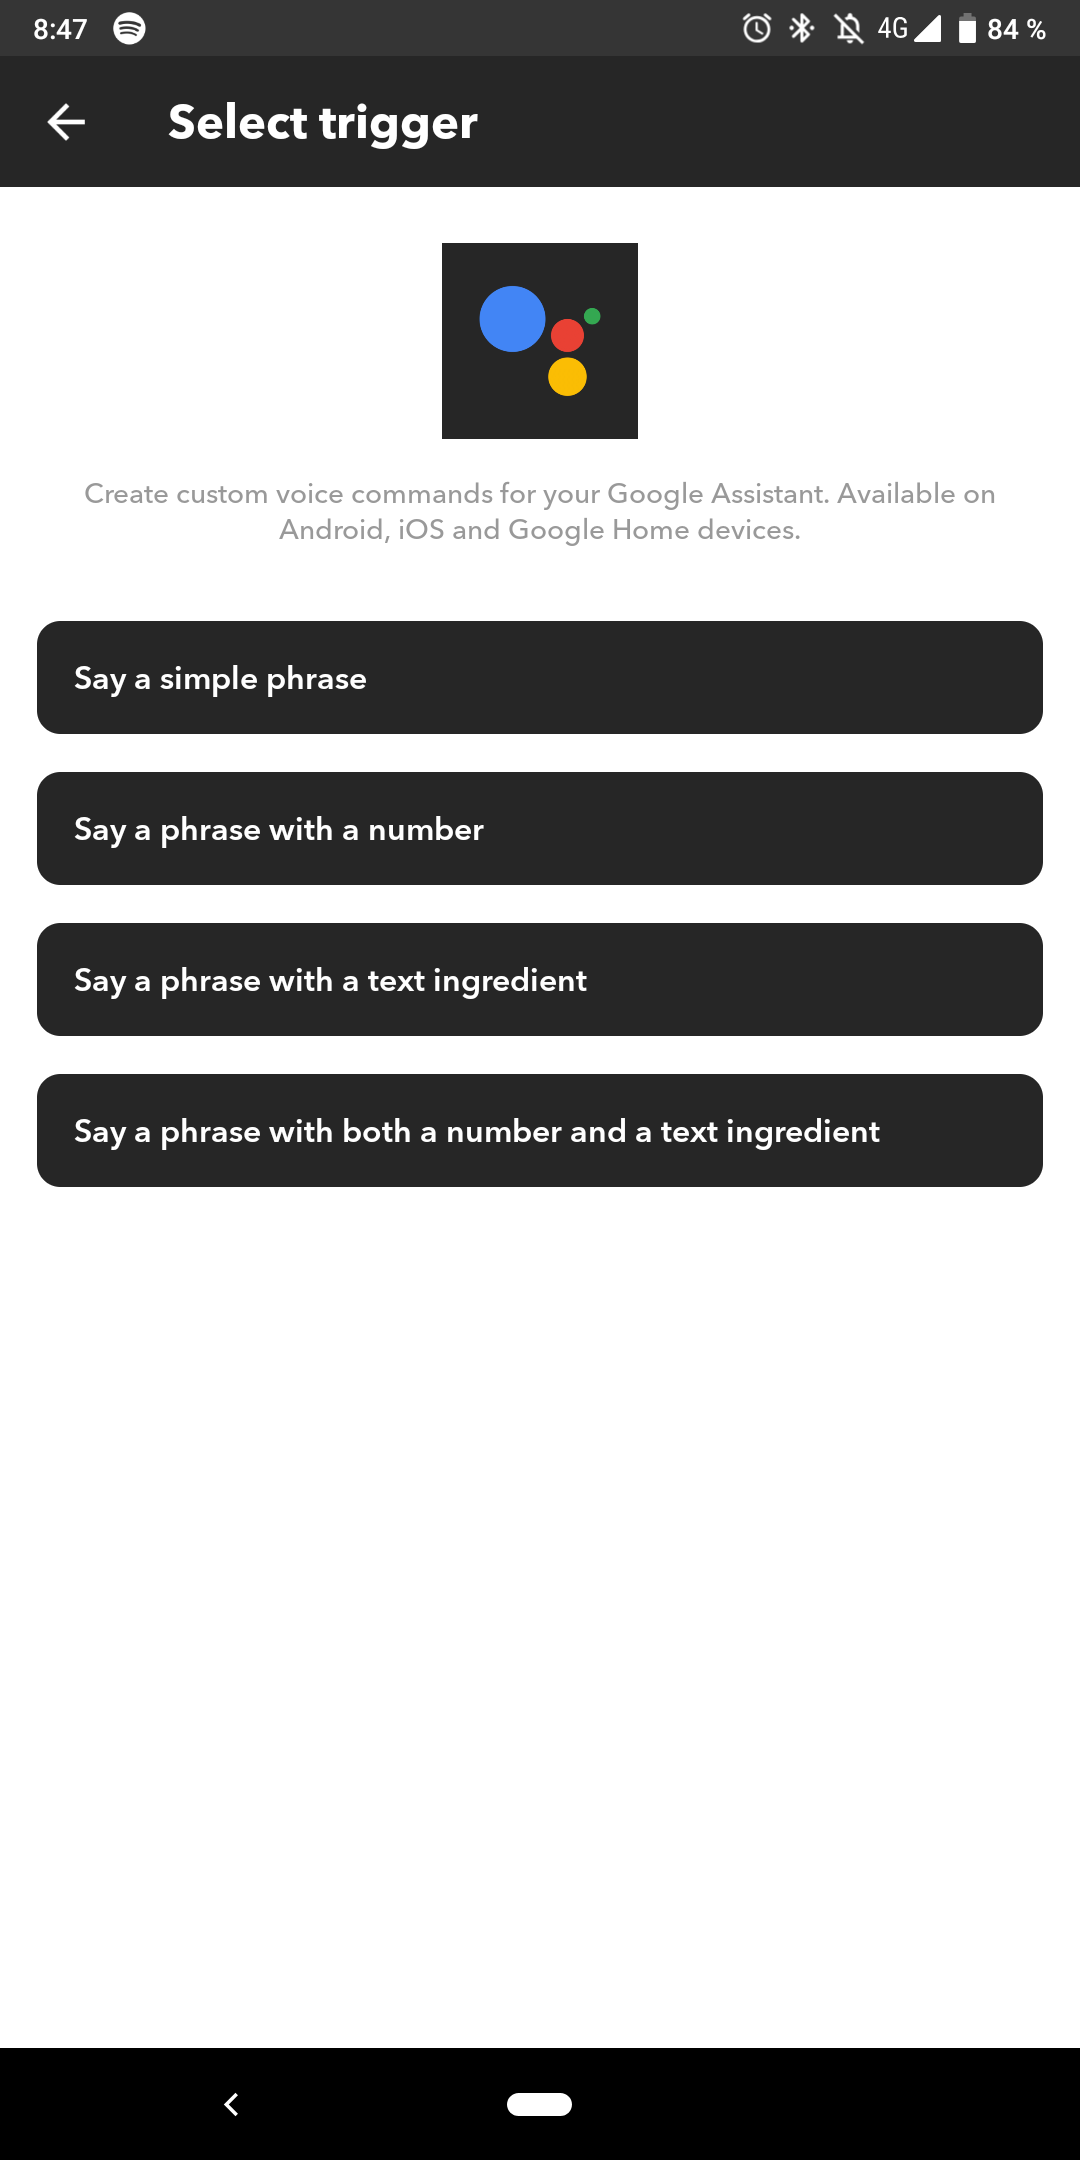 8:47 4G 84 %
Select trigger
Create custom voice commands for your Google Assistant. Available on
Android, iOS and Google Home devices.
Say a simple phrase
Say a phrase with a number
Say a phrase with a text ingredient
Say a phrase with both a number and a text ingredient